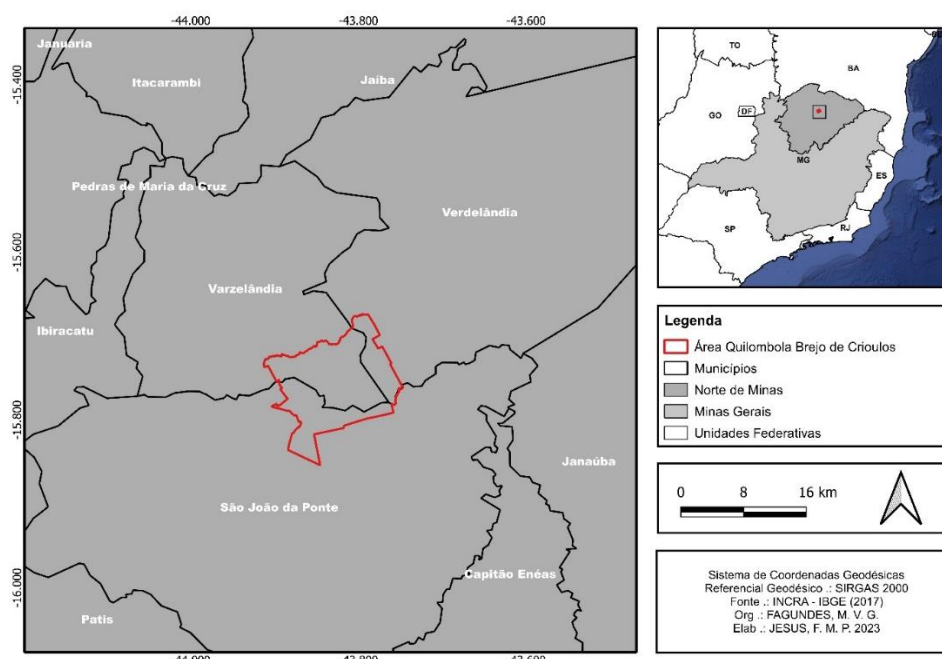 -44.000
-43.800
-43.600
Januária
Itacarambi
Jaíba
-15.400
Pedras de Maria da Cruz
Verdelândia
-15.600
Varzelândia
Ibiracatu
-15.800
Janaúba
São João da Ponte
Capitão Enéas
-16.000
Patis
-44.000
-43.800
-43.600
TO
BA
GO
DF
MG
ES
SP
RJ
Legenda
Área Quilombola Brejo de Crioulos
Municípios
Norte de Minas
Minas Gerais
Unidades Federativas
0 8 16 km
Sistema de Coordenadas Geodésicas
Referencial Geodésico .: SIRGAS 2000
Fonte .: INCRA - IBGE (2017)
Org .: FAGUNDES, M. V. G.
Elab .: JESUS, F. M. P. 2023